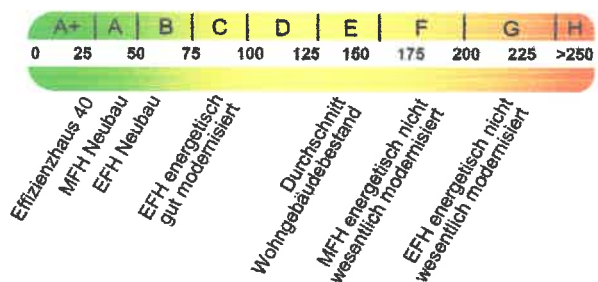 A+ A B C D E F G H
0 25 50 75 100 125 150 175 200 225 >250
Effizienzhaus 40
MFH Neubau
EFH Neubau
EFH energetisch
gut modernisiert
Durchschnitt
Wohngebäudebestand
MFH energetisch nicht
wesentlich modernisiert
EFH energetisch nicht
wesentlich modernisiert